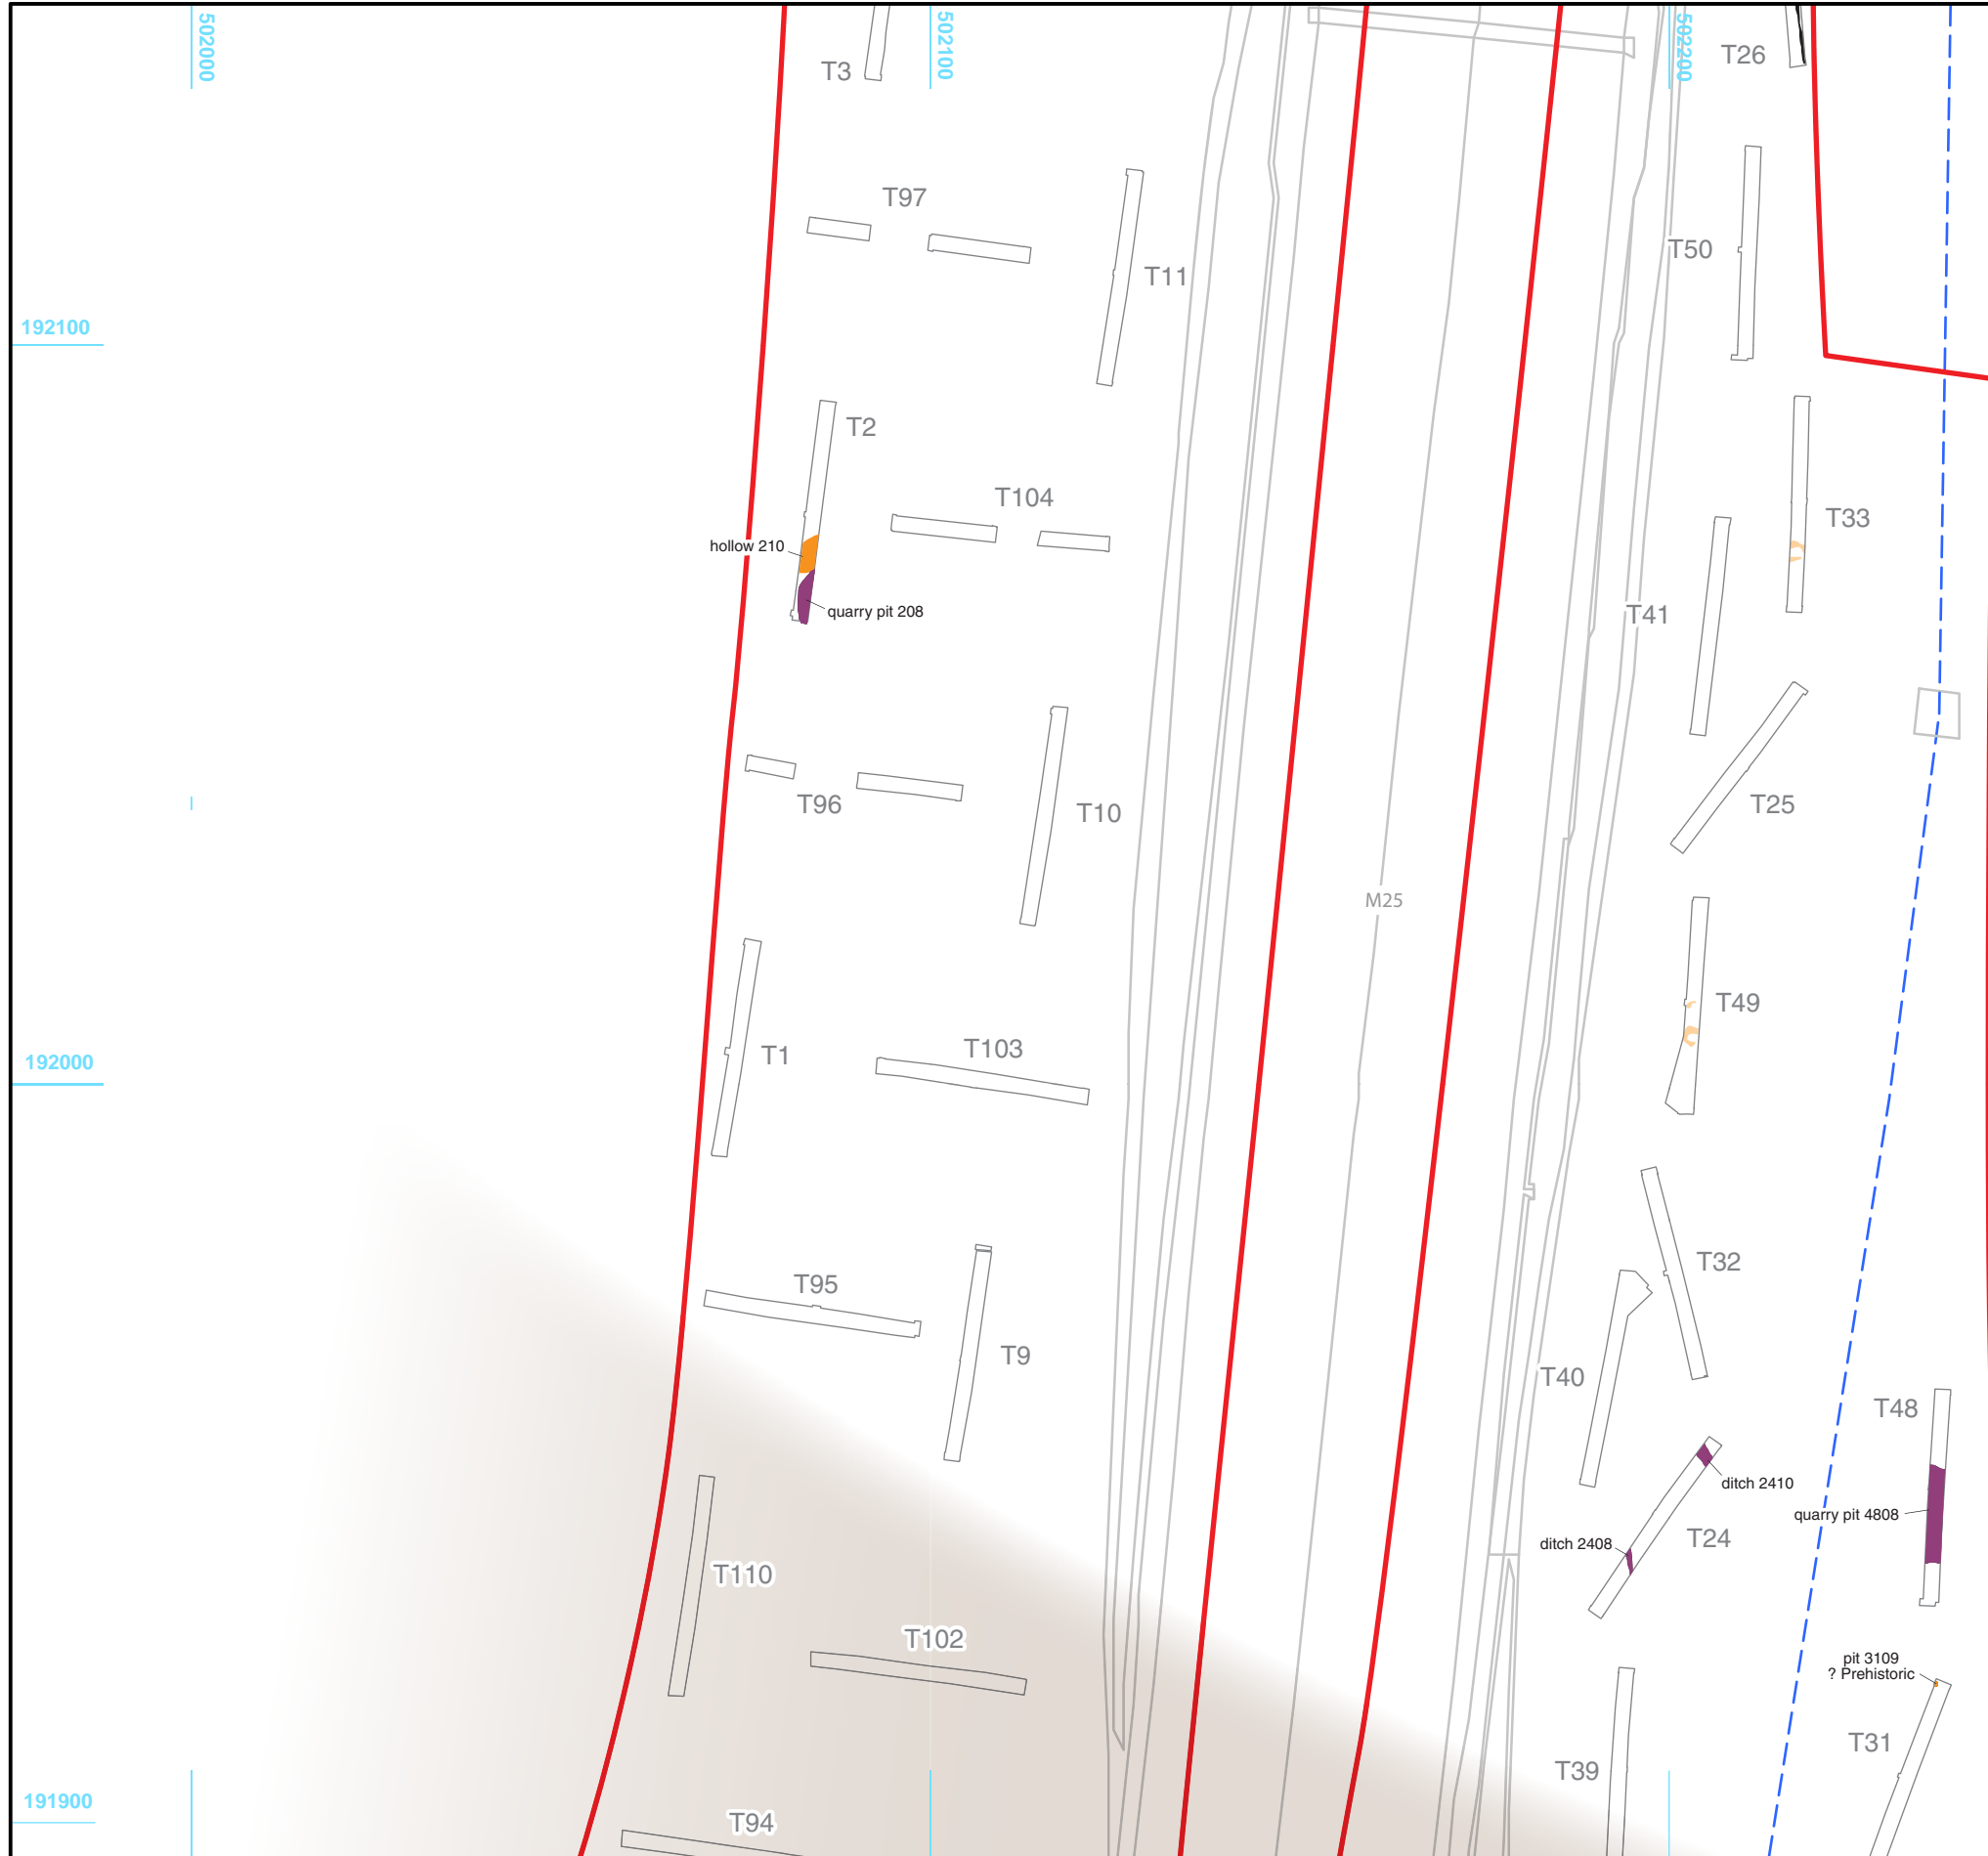 502000
502100
502200
T3
T26
T97
T11
T50
192100
T2
T104
T33
hollow 210
quarry pit 208
T41
T96
T10
T25
M25
T49
T1
T103
192000
T32
T95
T9
T40
T48
ditch 2410
quarry pit 4808
T24
ditch 2408
T110
T102
pit 3109
? Prehistoric
T31
T39
191900
T94